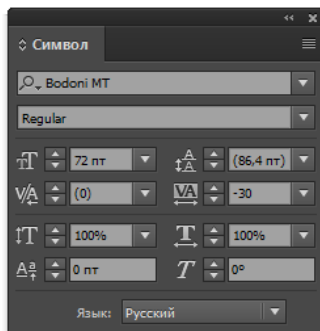 Символ
Bodoni MT
Regular
72 пт (86,4 пт)
(0) -30
100% 100%
0 пт 0°
Язык: Русский